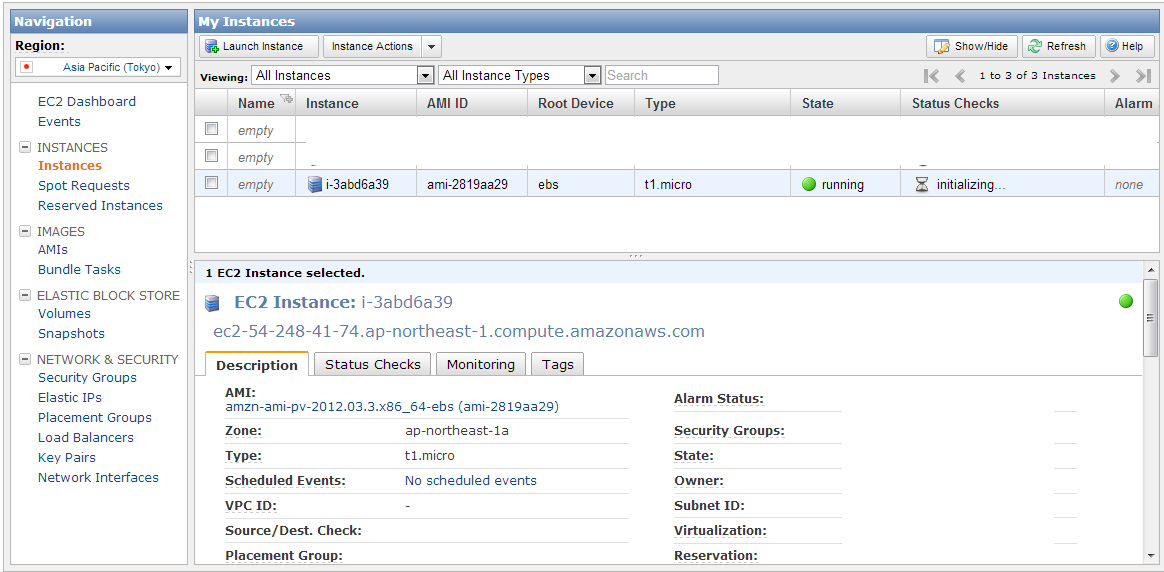 Navigation
Region:
Asia Pacific (Tokyo)
EC2 Dashboard
Events
INSTANCES
Instances
Spot Requests
Reserved Instances
IMAGES
AMIs
Bundle Tasks
ELASTIC BLOCK STORE
Volumes
Snapshots
NETWORK & SECURITY
Security Groups
Elastic IPs
Placement Groups
Load Balancers
Key Pairs
Network Interfaces
My Instances
Launch Instance Instance Actions Show/Hide Refresh Help
Viewing: All Instances All Instance Types Search 1 to 3 of 3 Instances
Name Instance AMI ID Root Device Type State Status Checks Alarm
empty
empty
empty i-3abd6a39 ami-2819aa29 ebs t1.micro running initializing... none
1 EC2 Instance selected.
EC2 Instance: i-3abd6a39
ec2-54-248-41-74.ap-northeast-1.compute.amazonaws.com
Description Status Checks Monitoring Tags
AMI:
amzn-ami-pv-2012.03.3.x86_64-ebs (ami-2819aa29)
Alarm Status:
Zone: ap-northeast-1a Security Groups:
Type: t1.micro State:
Scheduled Events: No scheduled events Owner:
VPC ID: - Subnet ID:
Source/Dest. Check: Virtualization:
Placement Group: Reservation: